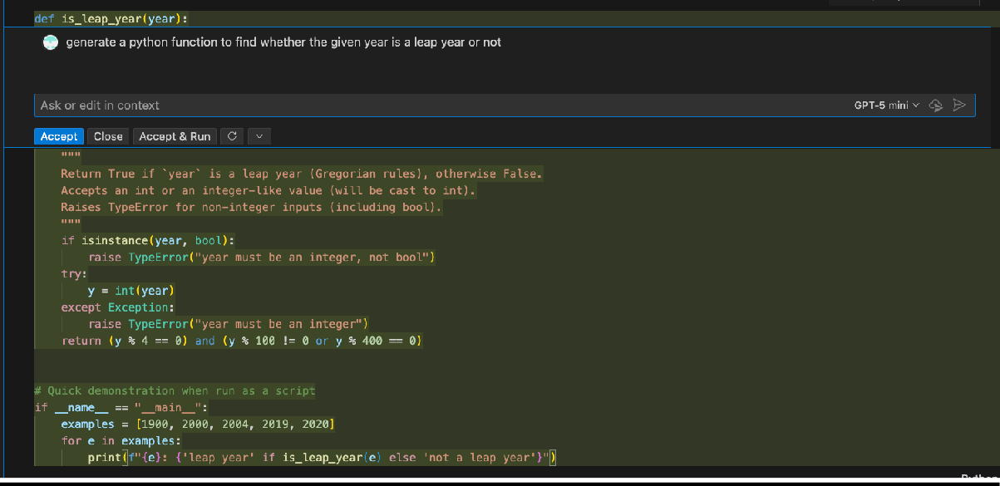 def is_leap_year(year):
generate a python function to find whether the given year is a leap year or not
Ask or edit in context
GPT-5 mini
Accept Close Accept & Run
"""
Return True if `year` is a leap year (Gregorian rules), otherwise False.
Accepts an int or an integer-like value (will be cast to int).
Raises TypeError for non-integer inputs (including bool).
"""
if isinstance(year, bool):
raise TypeError("year must be an integer, not bool")
try:
y = int(year)
except Exception:
raise TypeError("year must be an integer")
return (y % 4 == 0) and (y % 100 != 0 or y % 400 == 0)
# Quick demonstration when run as a script
if __name__ == "__main__":
examples = [1900, 2000, 2004, 2019, 2020]
for e in examples:
print(f"{e}: {'leap year' if is_leap_year(e) else 'not a leap year'}")